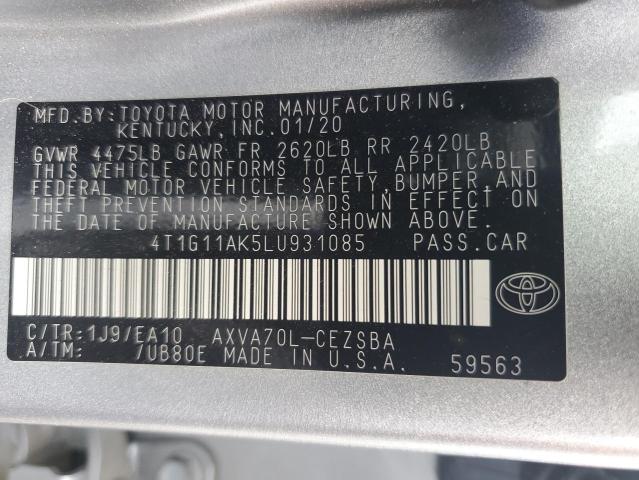 MFD.BY:TOYOTA MOTOR MANUFACTURING,
KENTUCKY, INC.01/20
GVWR 4475LB GAWR FR 2620LB RR 2420LB
THIS VEHICLE CONFORMS TO ALL APPLICABLE
FEDERAL MOTOR VEHICLE SAFETY, BUMPER, AND
THEFT PREVENTION STANDARDS IN EFFECT ON
THE DATE OF MANUFACTURE SHOWN ABOVE.
4T1G11AK5LU931085 PASS.CAR
C/TR:1J9/EA10 AXVA70L-CEZSBA
A/TM: /UB80E MADE IN U.S.A. 59563